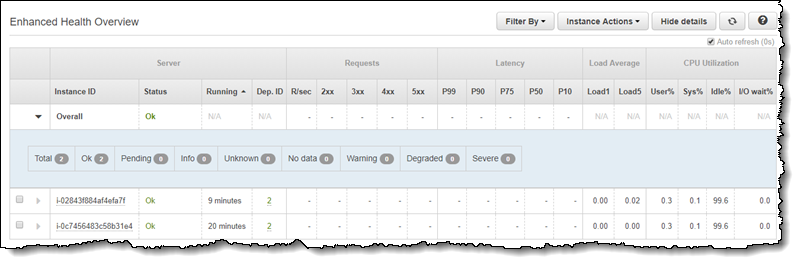 Enhanced Health Overview Filter By Instance Actions Hide details
Auto refresh (0s)
Server Requests Latency Load Average CPU Utilization
Instance ID Status Running Dep. ID R/sec 2xx 3xx 4xx 5xx P99 P90 P75 P50 P10 Load1 Load5 User% Sys% Idle% I/O wait%
Overall Ok N/A N/A - - - - - - - - - - N/A N/A N/A N/A N/A N/A
Total 2 Ok 2 Pending 0 Info 0 Unknown 0 No data 0 Warning 0 Degraded 0 Severe 0
i-02843f884af4efa7f Ok 9 minutes 2 - - - - - - - - - - 0.00 0.02 0.3 0.1 99.6 0.0
i-0c7456483c58b31e4 Ok 20 minutes 2 - - - - - - - - - - 0.00 0.00 0.3 0.1 99.6 0.0